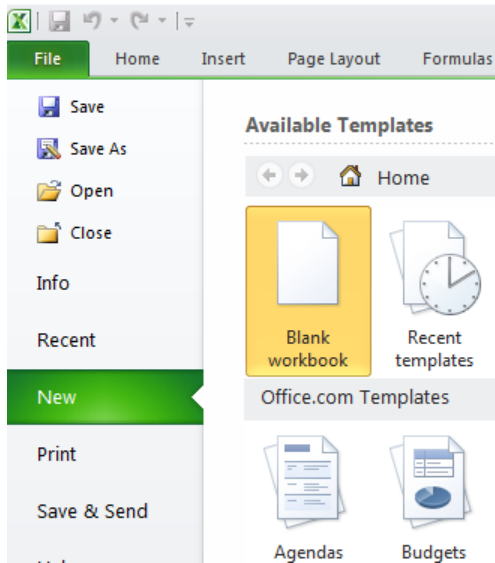 File Home Insert Page Layout Formulas
Save
Save As
Open
Close
Info
Recent
New
Print
Save & Send
Available Templates
Home
Blank workbook
Recent templates
Office.com Templates
Agendas
Budgets